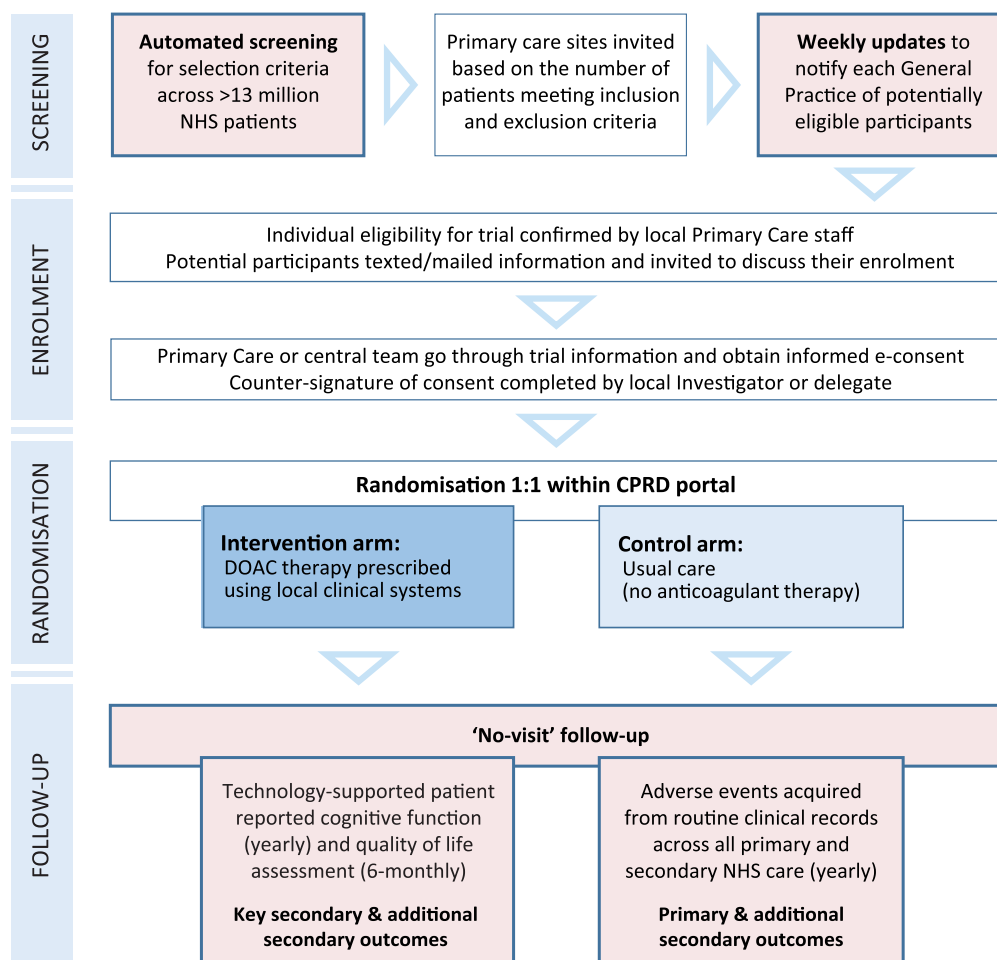 SCREENING
Automated screening
for selection criteria
across >13 million
NHS patients
Primary care sites invited
based on the number of
patients meeting inclusion
and exclusion criteria
Weekly updates to
notify each General
Practice of potentially
eligible participants
ENROLMENT
Individual eligibility for trial confirmed by local Primary Care staff
Potential participants texted/mailed information and invited to discuss their enrolment
Primary Care or central team go through trial information and obtain informed e-consent
Counter-signature of consent completed by local Investigator or delegate
RANDOMISATION
Randomisation 1:1 within CPRD portal
Intervention arm:
DOAC therapy prescribed
using local clinical systems
Control arm:
Usual care
(no anticoagulant therapy)
FOLLOW-UP
‘No-visit’ follow-up
Technology-supported patient
reported cognitive function
(yearly) and quality of life
assessment (6-monthly)
Key secondary & additional
secondary outcomes
Adverse events acquired
from routine clinical records
across all primary and
secondary NHS care (yearly)
Primary & additional
secondary outcomes